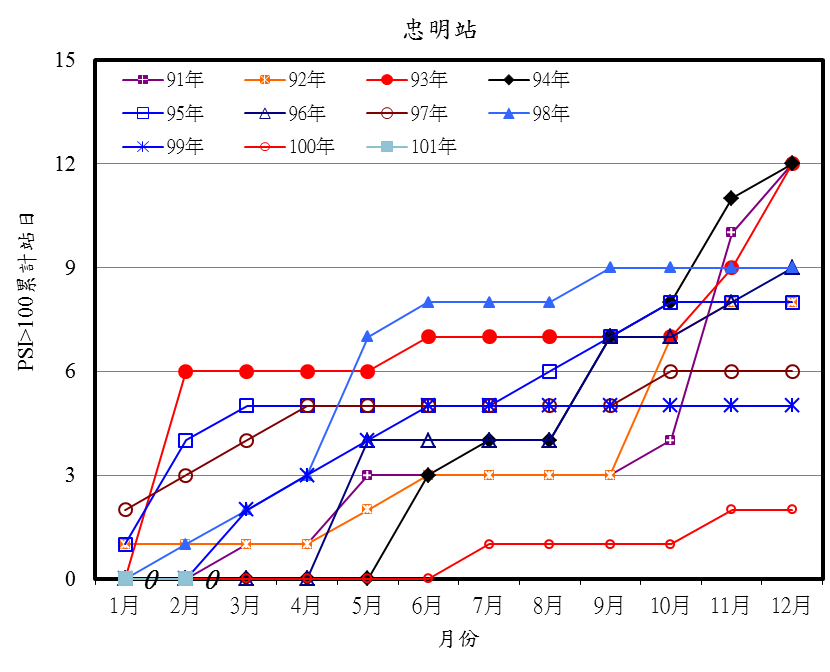 忠明站
15
91年 92年 93年 94年
95年 96年 97年 98年
99年 100年 101年
12
9
6
3
0
0 0
PSI>100累計站日
1月 2月 3月 4月 5月 6月 7月 8月 9月 10月 11月 12月
月份